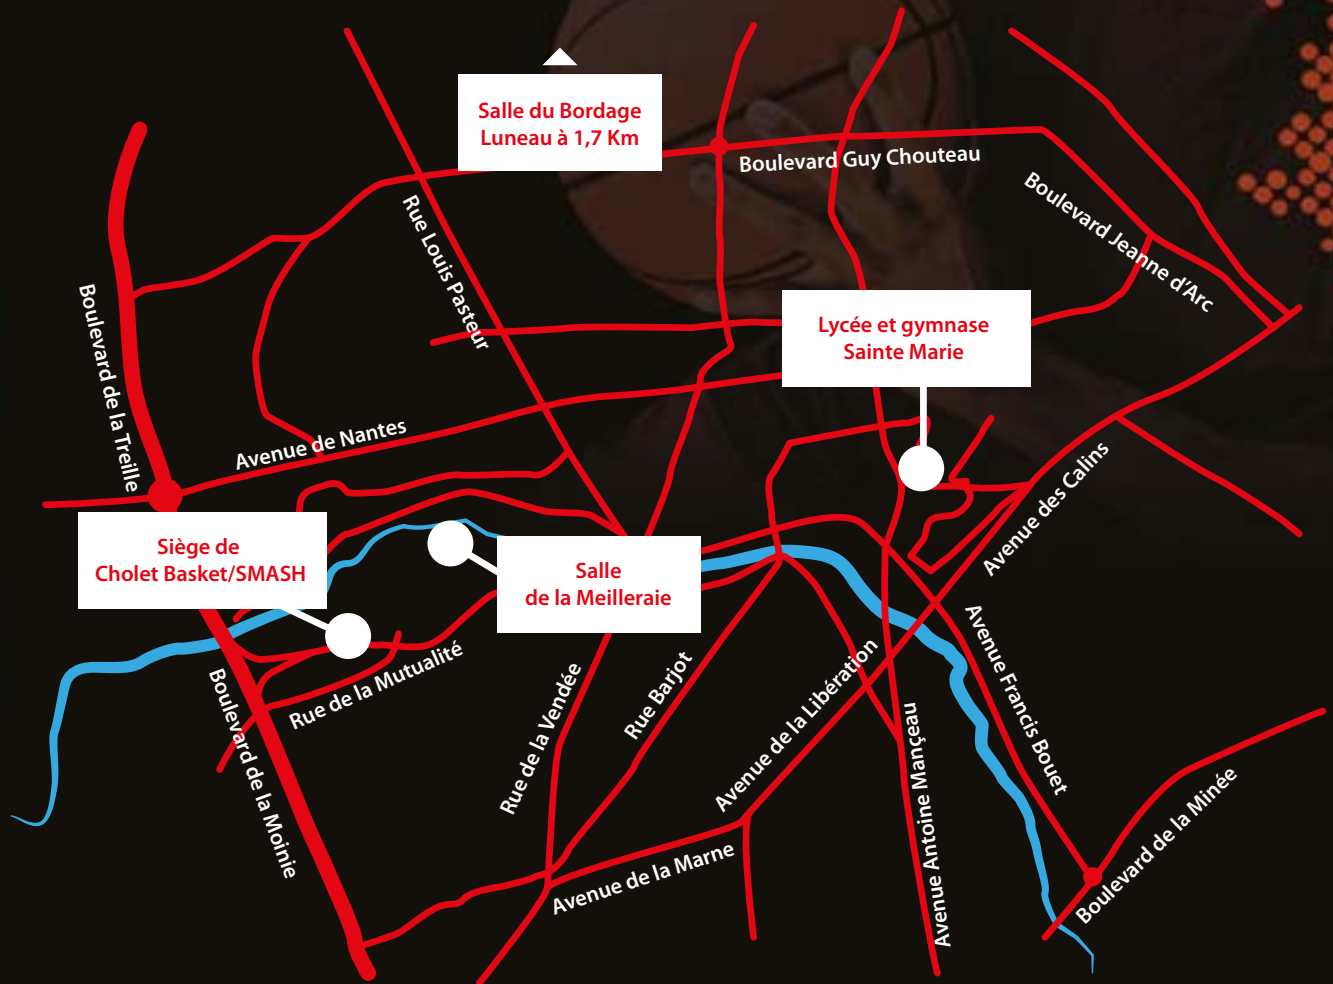 Salle du Bordage
Luneau à 1,7 Km
Boulevard Guy Chouteau
Boulevard Jeanne d'Arc
Rue Louis Pasteur
Boulevard de la Treille
Lycée et gymnase
Sainte Marie
Avenue de Nantes
Avenue des Calins
Siège de
Cholet Basket/SMASH
Salle
de la Meilleraie
Rue de la Mutualité
Boulevard de la Moinie
Rue de la Vendée
Rue Barjot
Avenue de la Libération
Avenue Francis Bouet
Avenue Antoine Mançeau
Avenue de la Marne
Boulevard de la Minée